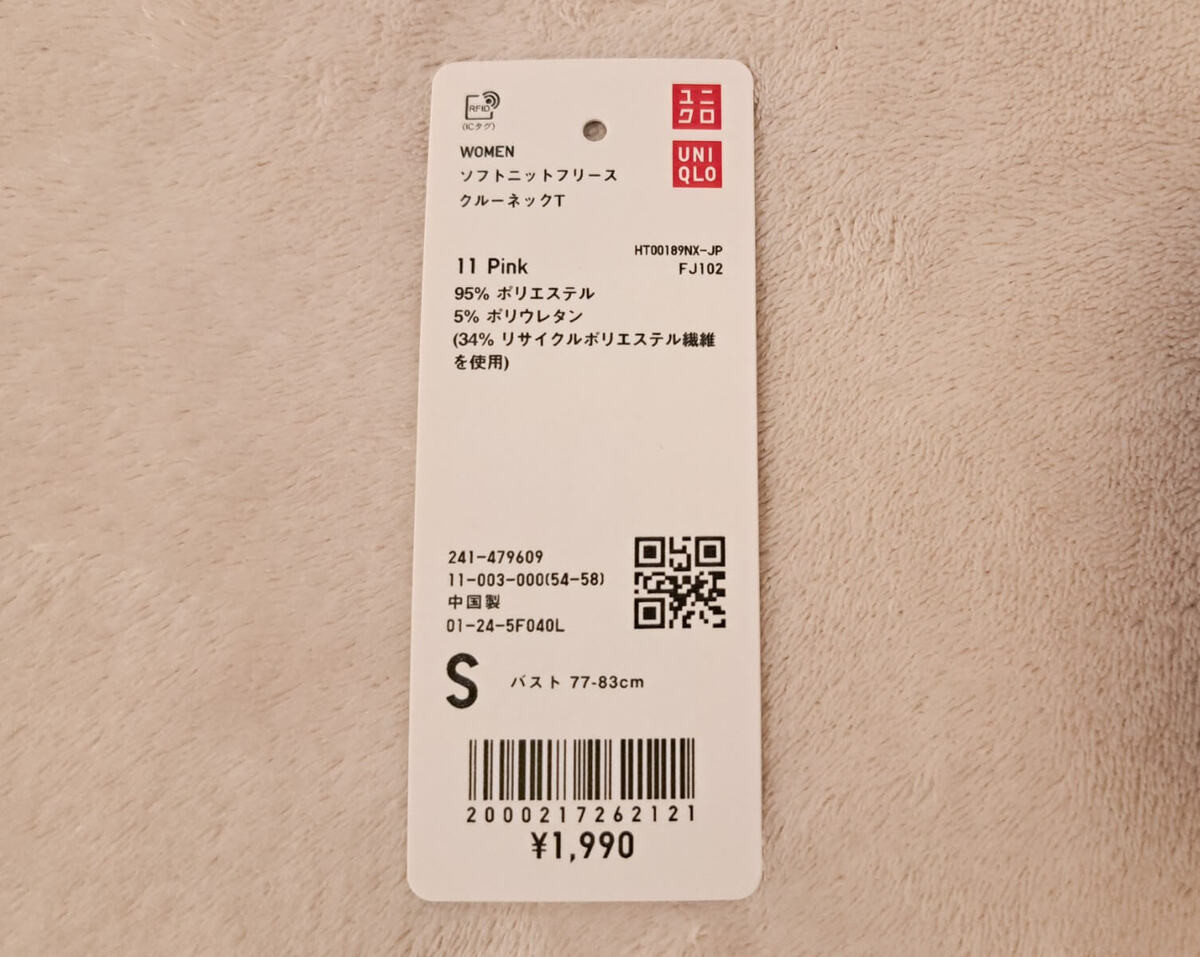 RFID
(ICタグ)
ユニ
クロ
UNI
QLO
WOMEN
ソフトニットフリース
クルーネックT
HT00189NX-JP
11 Pink
FJ102
95% ポリエステル
5% ポリウレタン
(34% リサイクルポリエステル繊維
を使用)
241-479609
11-003-000(54-58)
中国製
01-24-5F040L
S
バスト 77-83cm
2000217262121
¥1,990